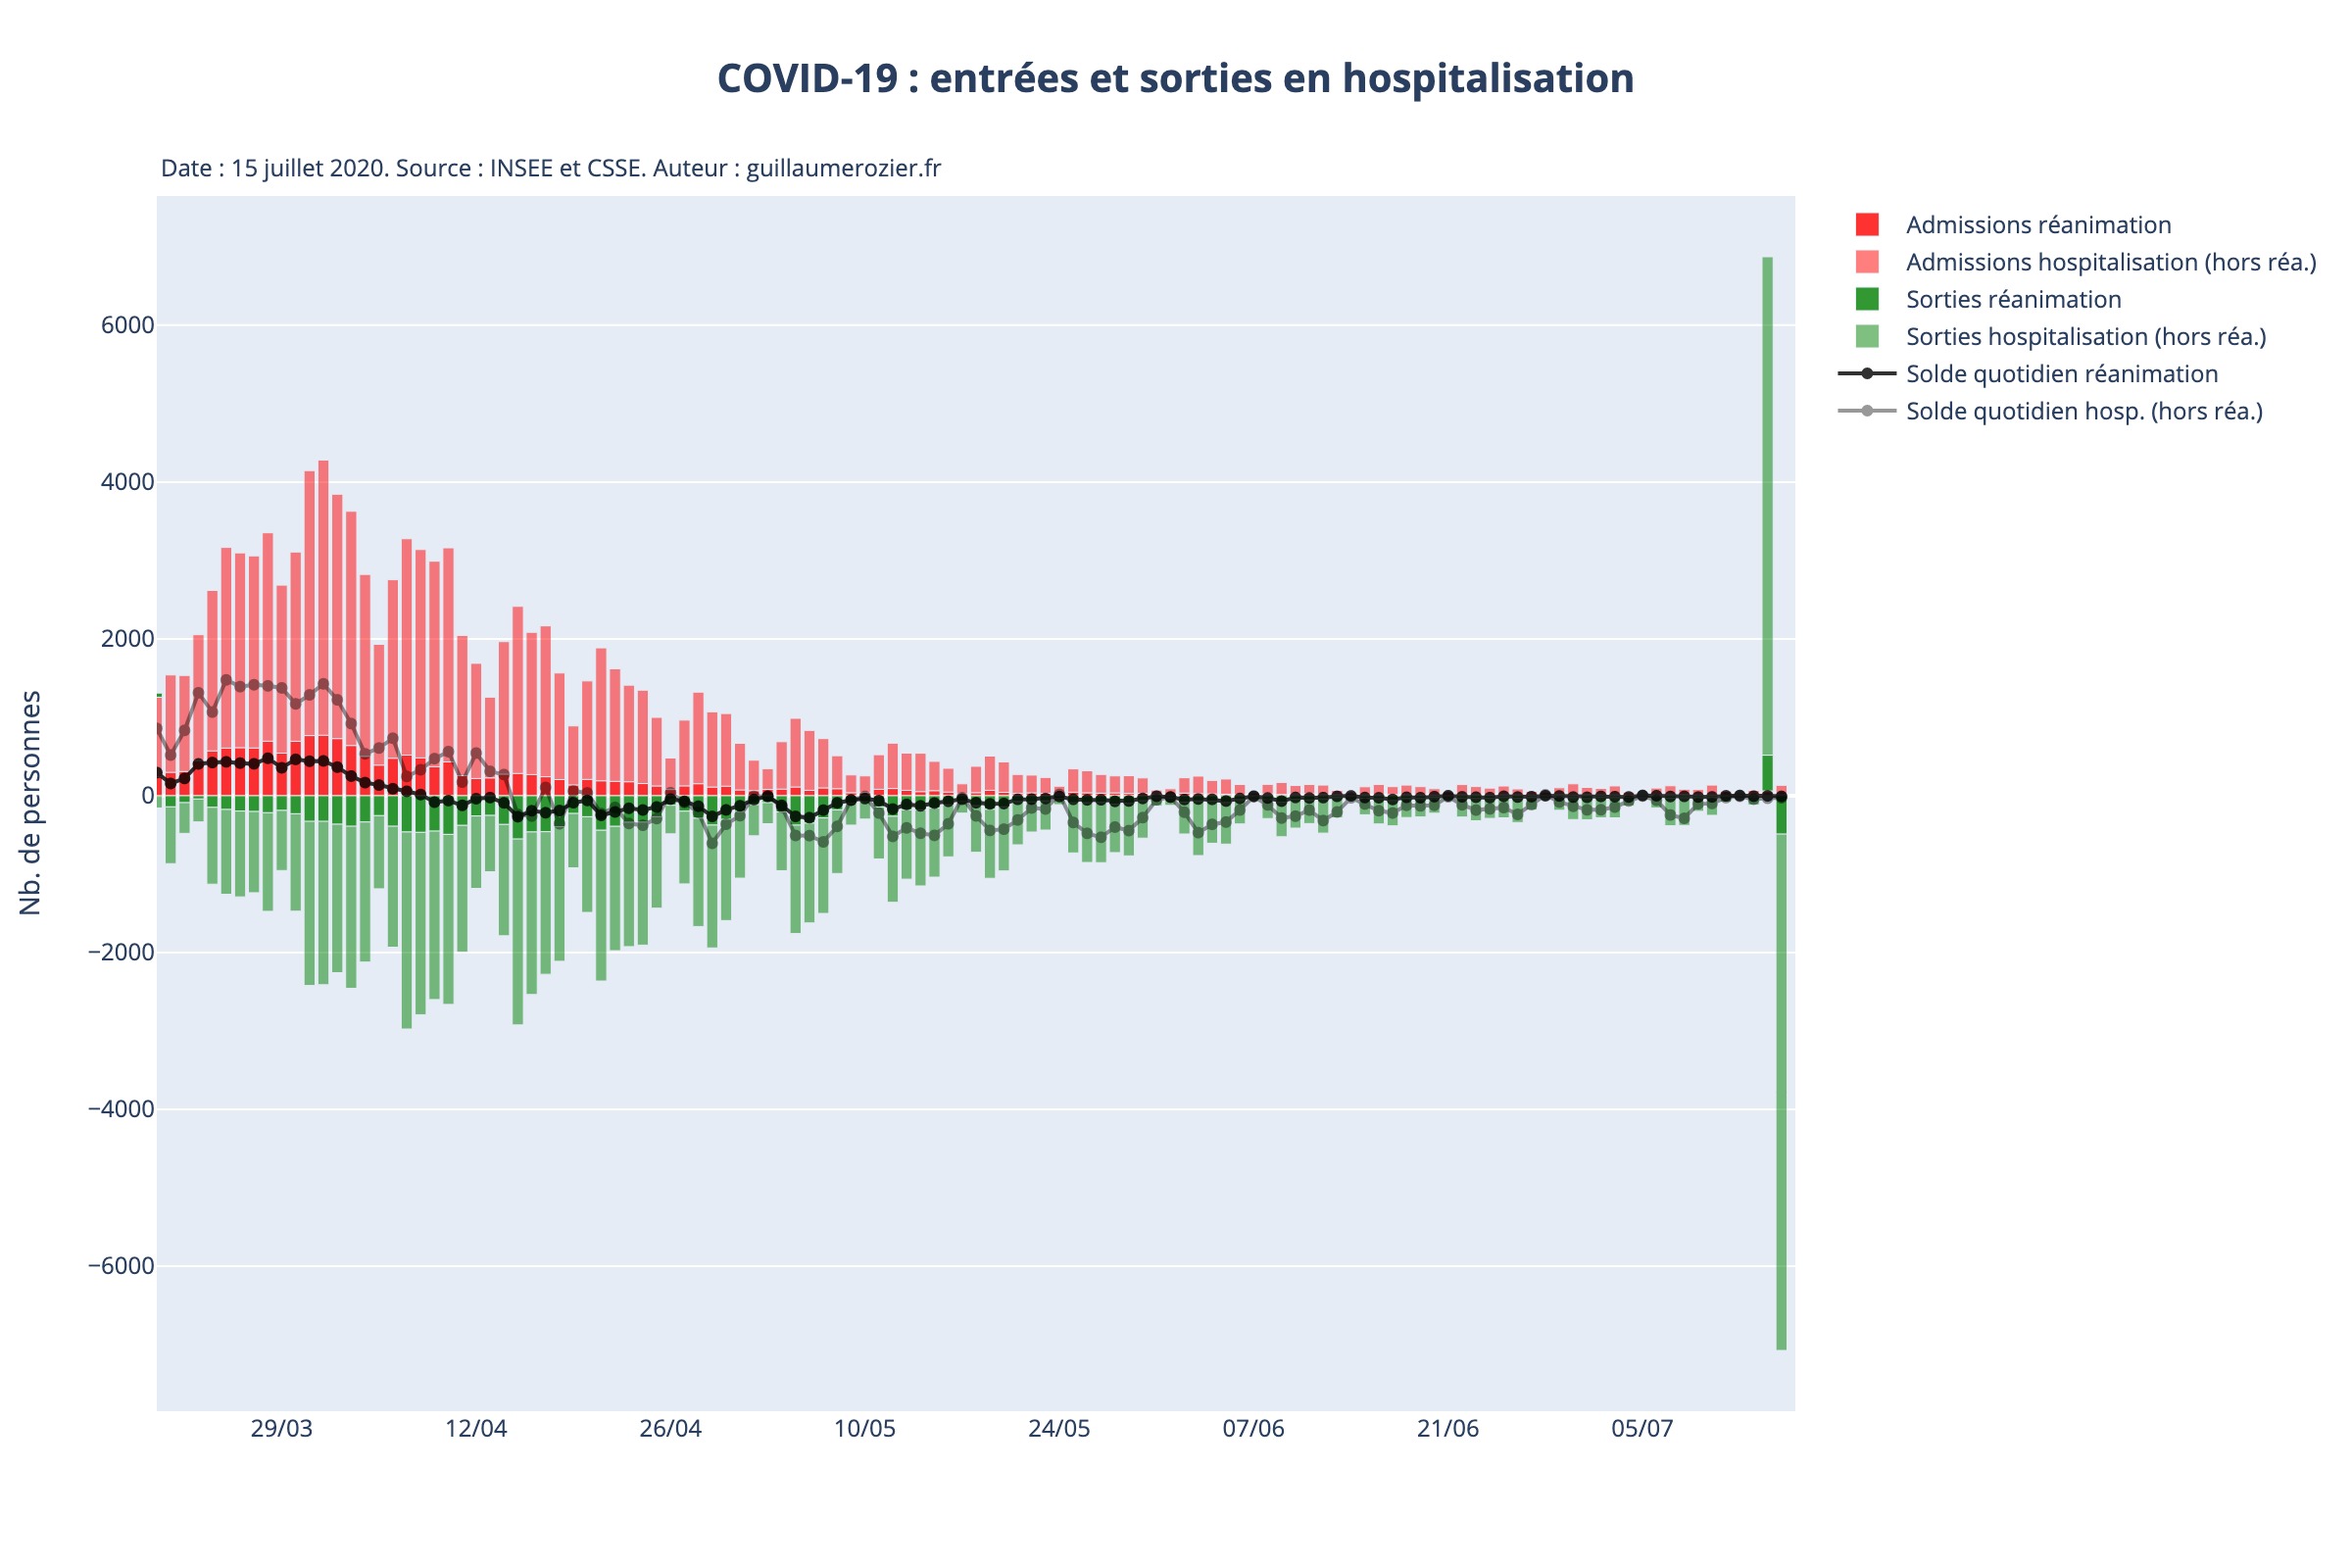 COVID-19 : entrées et sorties en hospitalisation
Date : 15 juillet 2020. Source : INSEE et CSSE. Auteur : guillaumerozier.fr
Admissions réanimation
Admissions hospitalisation (hors réa.)
Sorties réanimation
Sorties hospitalisation (hors réa.)
Solde quotidien réanimation
Solde quotidien hosp. (hors réa.)
Nb. de personnes
6000
4000
2000
0
−2000
−4000
−6000
29/03 12/04 26/04 10/05 24/05 07/06 21/06 05/07